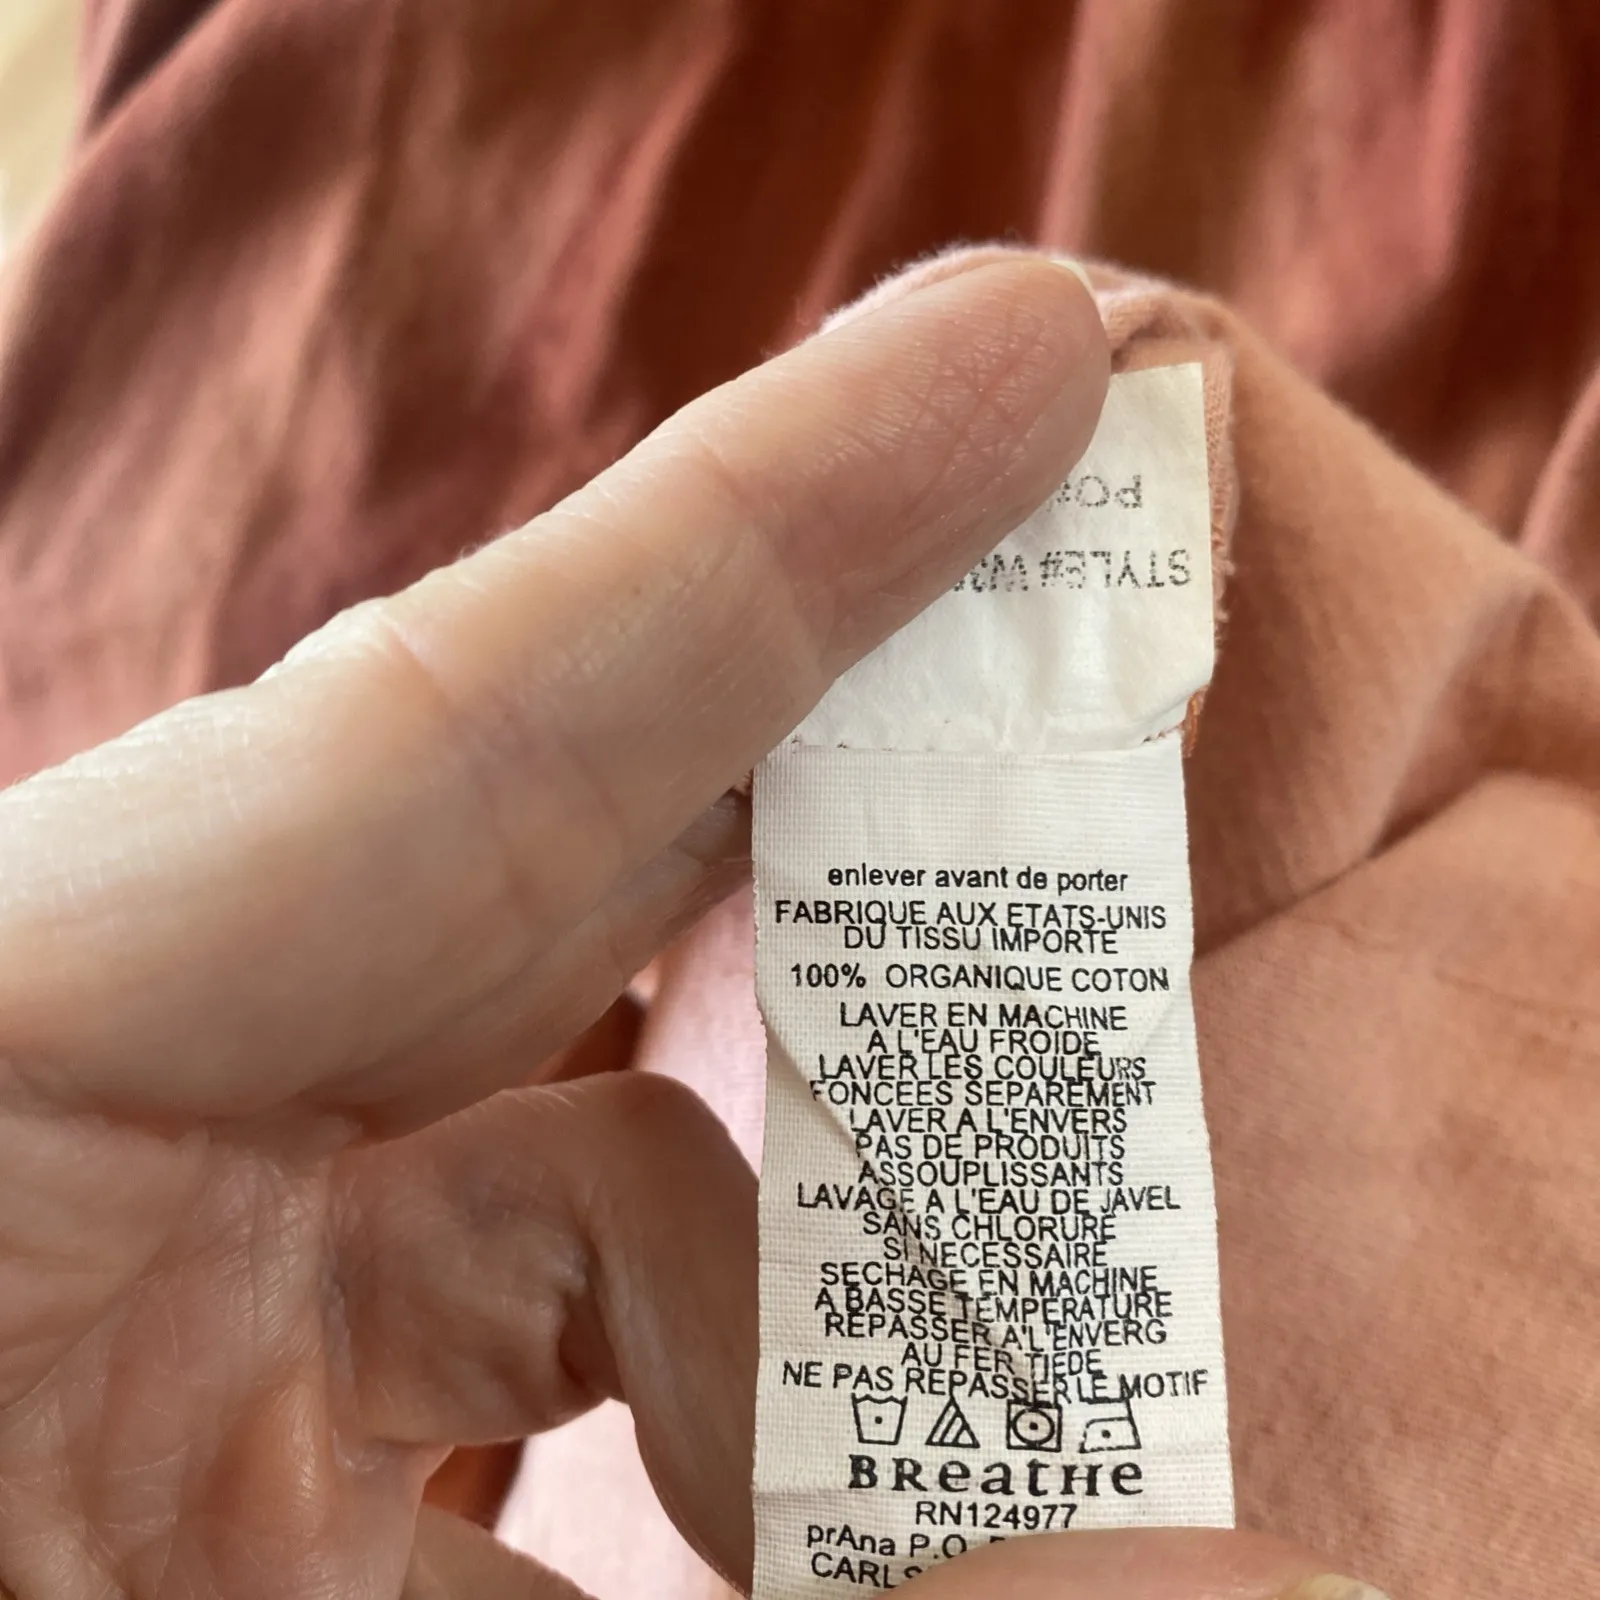 PO
STYLE#
enlever avant de porter
FABRIQUE AUX ETATS-UNIS
DU TISSU IMPORTE
100% ORGANIQUE COTON
LAVER EN MACHINE
A L'EAU FROIDE
LAVER LES COULEURS
FONCEES SEPAREMENT
LAVER A L'ENVERS
PAS DE PRODUITS
ASSOUPLISSANTS
LAVAGE A L'EAU DE JAVEL
SANS CHLORURE
SI NECESSAIRE
SECHAGE EN MACHINE
A BASSE TEMPERATURE
REPASSER A'L'ENVERG
AU FER TIEDE
NE PAS REPASSER LE MOTIF
BReatHe
RN124977
prAna P.O.
CARLS